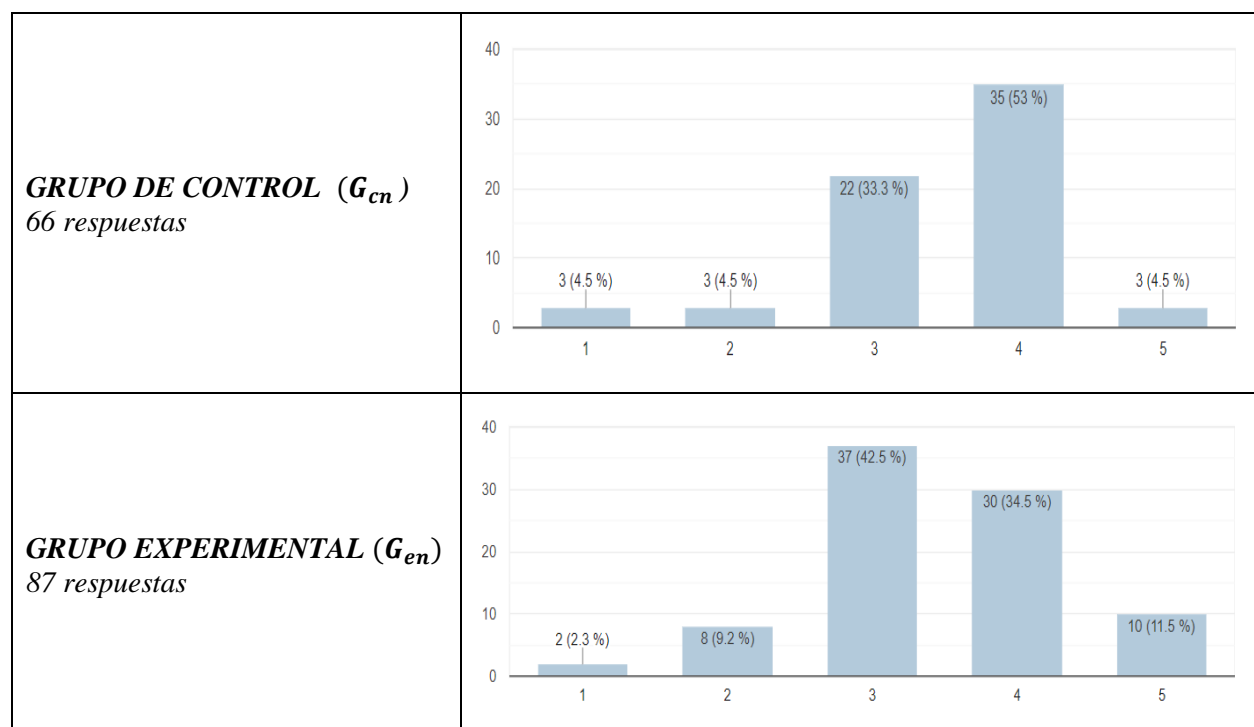 GRUPO DE CONTROL (G_cn)
66 respuestas
40
30
20
10
0
3 (4.5 %)
3 (4.5 %)
22 (33.3 %)
35 (53 %)
3 (4.5 %)
1 2 3 4 5
GRUPO EXPERIMENTAL (G_en)
87 respuestas
40
30
20
10
0
2 (2.3 %)
8 (9.2 %)
37 (42.5 %)
30 (34.5 %)
10 (11.5 %)
1 2 3 4 5